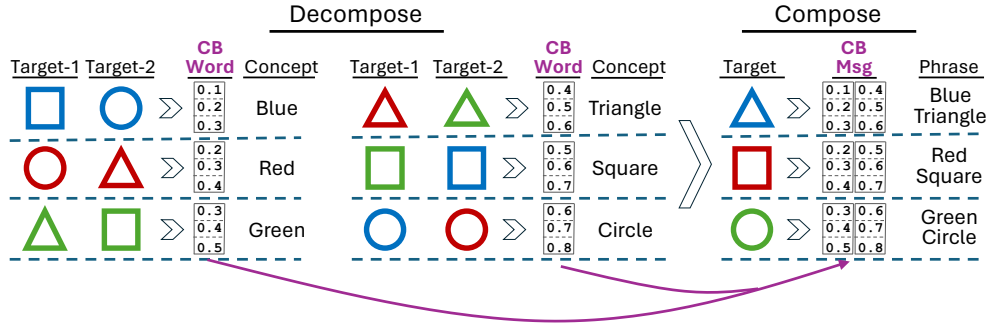 Decompose
Compose
CB
Word
Target-1 Target-2 Concept
CB
Word
Target-1 Target-2 Concept
CB
Msg
Target Phrase
0.1
0.2
0.3
Blue
0.4
0.5
0.6
Triangle
0.1 0.4
0.2 0.5
0.3 0.6
Blue
Triangle
0.2
0.3
0.4
Red
0.5
0.6
0.7
Square
0.2 0.5
0.3 0.6
0.4 0.7
Red
Square
0.3
0.4
0.5
Green
0.6
0.7
0.8
Circle
0.3 0.6
0.4 0.7
0.5 0.8
Green
Circle